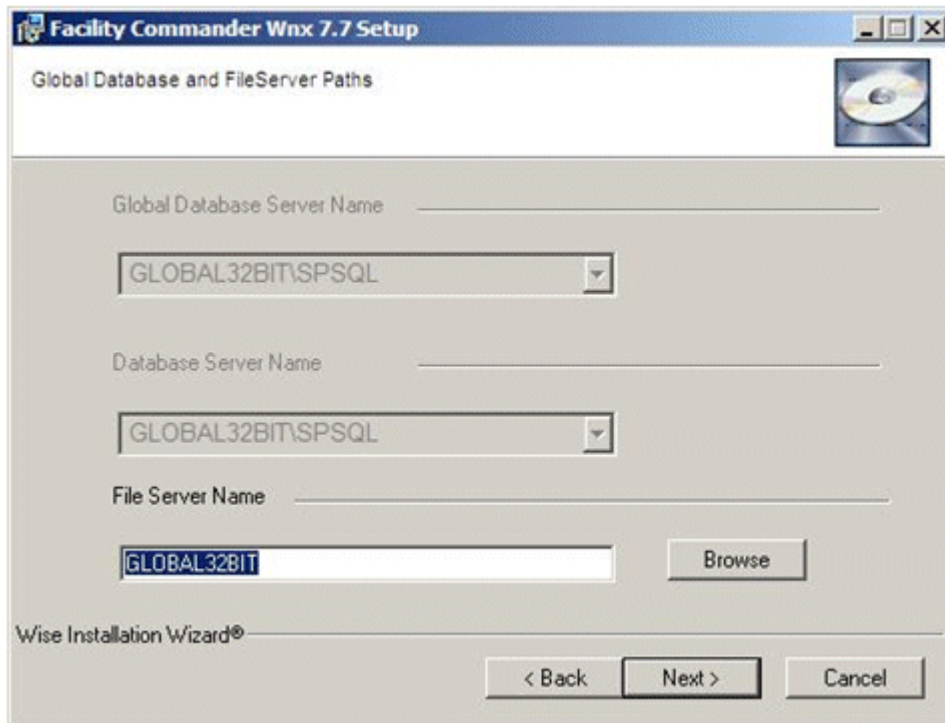 Facility Commander Wnx 7.7 Setup
Global Database and FileServer Paths
Global Database Server Name
GLOBAL32BIT\SPSQL
Database Server Name
GLOBAL32BIT\SPSQL
File Server Name
GLOBAL32BIT
Browse
Wise Installation Wizard®
< Back Next > Cancel